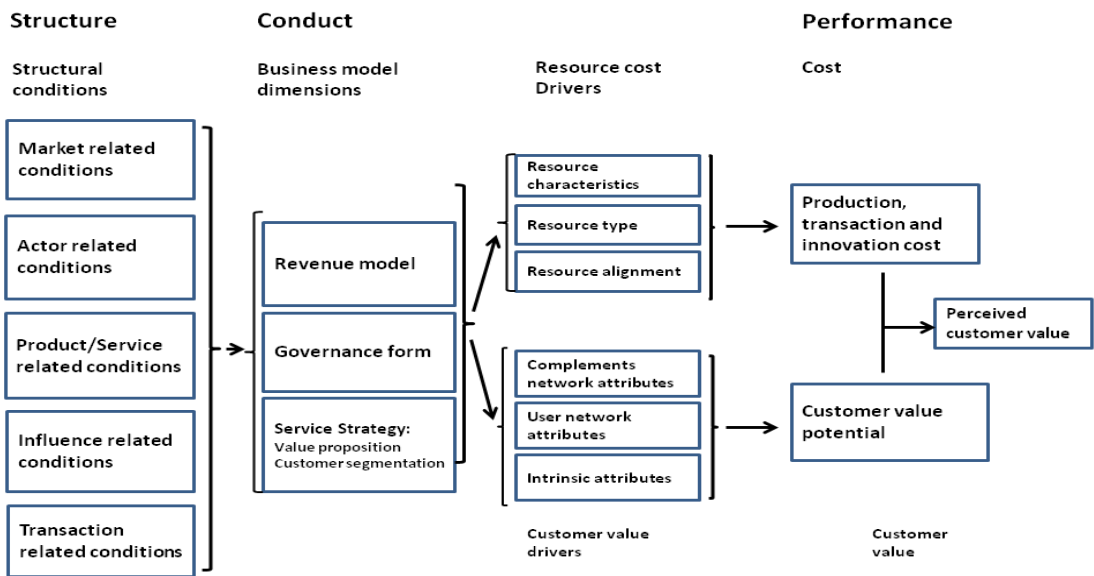 Structure
Conduct
Performance
Structural
conditions
Business model
dimensions
Resource cost
Drivers
Cost
Market related
conditions
Actor related
conditions
Product/Service
related conditions
Influence related
conditions
Transaction
related conditions
Revenue model
Governance form
Service Strategy:
Value proposition
Customer segmentation
Resource
characteristics
Resource type
Resource alignment
Complements
network attributes
User network
attributes
Intrinsic attributes
Customer value
drivers
Production,
transaction and
innovation cost
Perceived
customer value
Customer value
potential
Customer
value